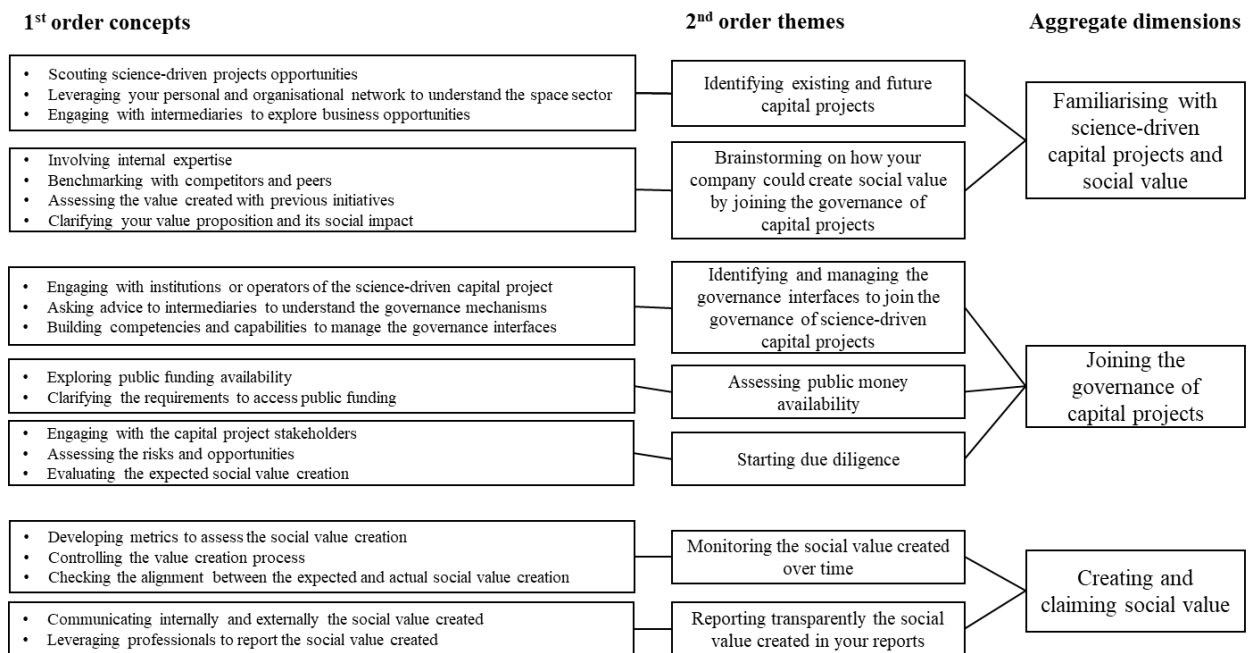 1st order concepts
2nd order themes
Aggregate dimensions
• Scouting science-driven projects opportunities
• Leveraging your personal and organisational network to understand the space sector
• Engaging with intermediaries to explore business opportunities
Identifying existing and future
capital projects
Familiarising with
science-driven
capital projects and
social value
• Involving internal expertise
• Benchmarking with competitors and peers
• Assessing the value created with previous initiatives
• Clarifying your value proposition and its social impact
Brainstorming on how your
company could create social value
by joining the governance of
capital projects
• Engaging with institutions or operators of the science-driven capital project
• Asking advice to intermediaries to understand the governance mechanisms
• Building competencies and capabilities to manage the governance interfaces
Identifying and managing the
governance interfaces to join the
governance of science-driven
capital projects
• Exploring public funding availability
• Clarifying the requirements to access public funding
Assessing public money
availability
Joining the
governance of
capital projects
• Engaging with the capital project stakeholders
• Assessing the risks and opportunities
• Evaluating the expected social value creation
Starting due diligence
• Developing metrics to assess the social value creation
• Controlling the value creation process
• Checking the alignment between the expected and actual social value creation
Monitoring the social value created
over time
Creating and
claiming social value
• Communicating internally and externally the social value created
• Leveraging professionals to report the social value created
Reporting transparently the social
value created in your reports